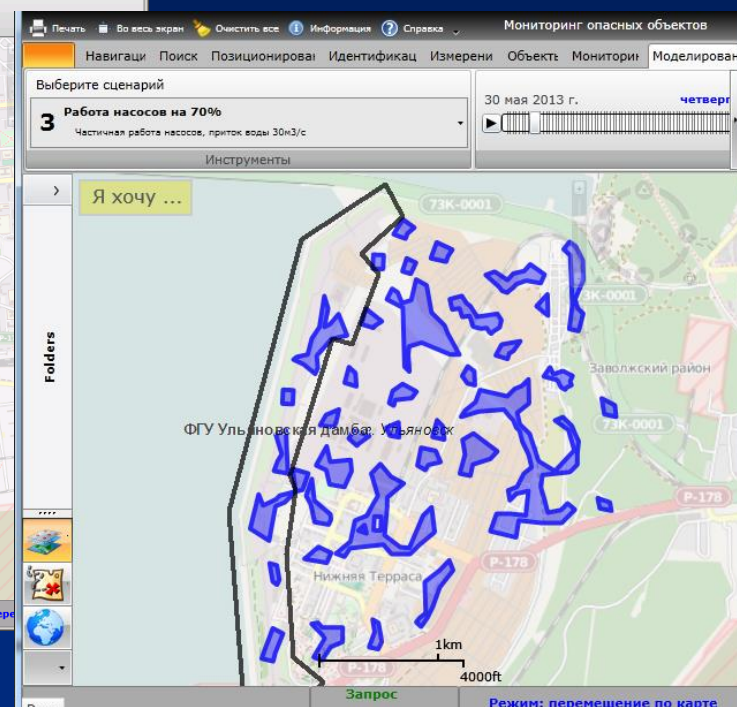 Печать Во весь экран Очистить все Информация Справка Мониторинг опасных объектов
Навигаци Поиск Позиционирова Идентификац Измерени Объекть Мониторин Моделирован
Выберите сценарий
3 Работа насосов на 70%
Частичная работа насосов, приток воды 30м3/с
Инструменты
30 мая 2013 г. четверг
Я хочу ...
Folders
73К-0001
73К-0001
Заволжский район
ФГУ Ульяновская дамба Ульяновск
73К-0001
Р-178
Р-178
Нижняя Терраса
1km
4000ft
Р-178
Запрос
Режим: перемещение по карте